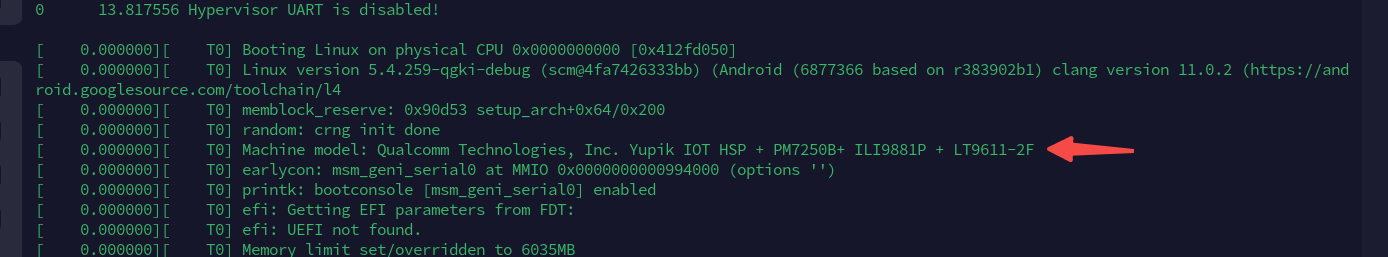 0      13.817556 Hypervisor UART is disabled!
[    0.000000][    T0] Booting Linux on physical CPU 0x0000000000 [0x412fd050]
[    0.000000][    T0] Linux version 5.4.259-qgki-debug (scm@4fa7426333bb) (Android (6877366 based on r383902b1) clang version 11.0.2 (https://and
roid.googlesource.com/toolchain/l4
[    0.000000][    T0] memblock_reserve: 0x90d53 setup_arch+0x64/0x200
[    0.000000][    T0] random: crng init done
[    0.000000][    T0] Machine model: Qualcomm Technologies, Inc. Yupik IOT HSP + PM7250B+ ILI9881P + LT9611-2F
[    0.000000][    T0] earlycon: msm_geni_serial0 at MMIO 0x0000000000994000 (options '')
[    0.000000][    T0] printk: bootconsole [msm_geni_serial0] enabled
[    0.000000][    T0] efi: Getting EFI parameters from FDT:
[    0.000000][    T0] efi: UEFI not found.
[    0.000000][    T0] Memory limit set/overridden to 6035MB